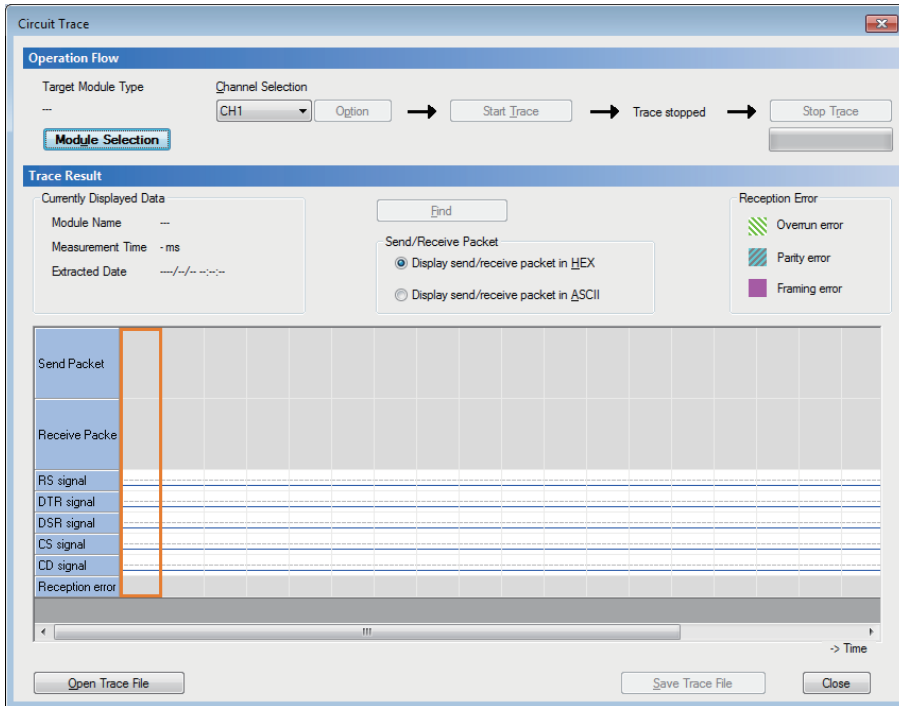 Circuit Trace
Operation Flow
Target Module Type
---
Module Selection
Channel Selection
CH1
Option
Start Trace
Trace stopped
Stop Trace
Trace Result
Currently Displayed Data
Module Name ---
Measurement Time - ms
Extracted Date ----/--/-- --:--:--
Find
Send/Receive Packet
Display send/receive packet in HEX
Display send/receive packet in ASCII
Reception Error
Overrun error
Parity error
Framing error
Send Packet
Receive Packe
RS signal
DTR signal
DSR signal
CS signal
CD signal
Reception error
-> Time
Open Trace File
Save Trace File
Close